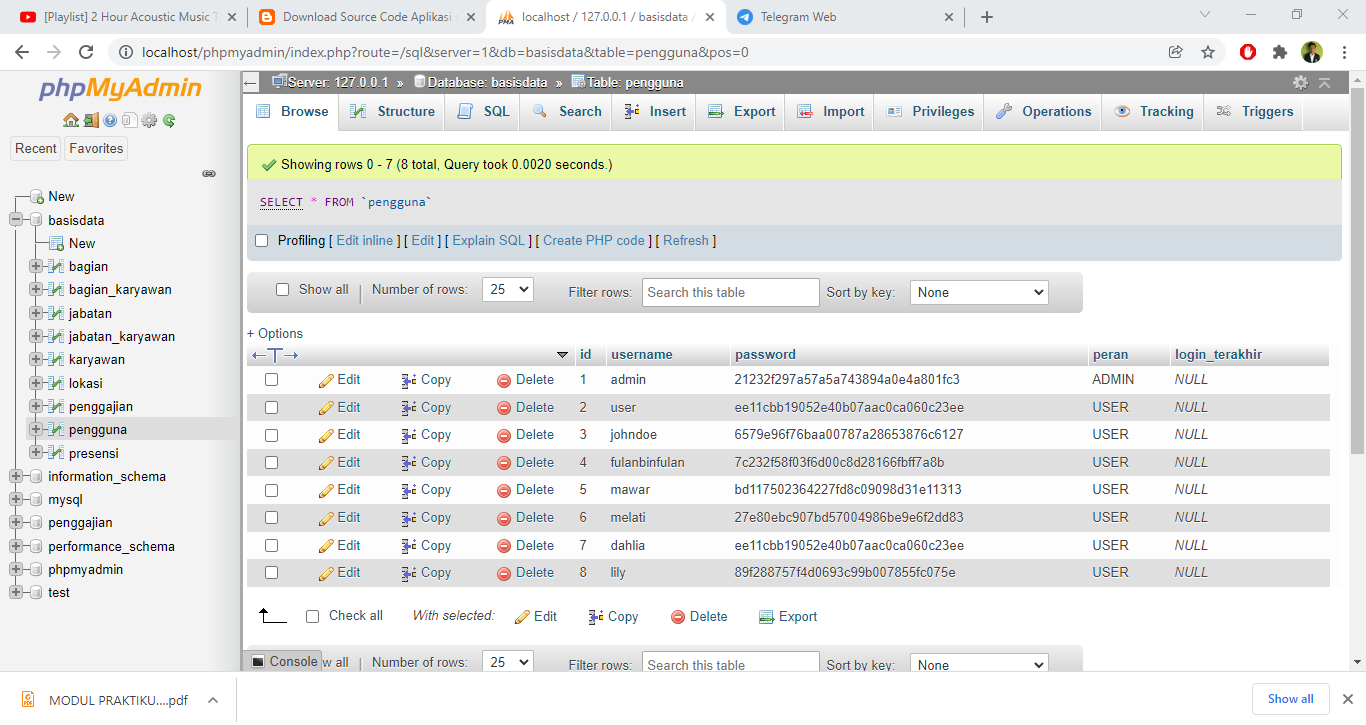 [Playlist] 2 Hour Acoustic Music T
Download Source Code Aplikasi
localhost / 127.0.0.1 / basisdata /
Telegram Web
localhost/phpmyadmin/index.php?route=/sql&server=1&db=basisdata&table=pengguna&pos=0
phpMyAdmin
Recent
Favorites
New
basisdata
New
bagian
bagian_karyawan
jabatan
jabatan_karyawan
karyawan
lokasi
penggajian
pengguna
presensi
information_schema
mysql
penggajian
performance_schema
phpmyadmin
test
Server: 127.0.0.1 » Database: basisdata » Table: pengguna
Browse Structure SQL Search Insert Export Import Privileges Operations Tracking Triggers
Showing rows 0 - 7 (8 total, Query took 0.0020 seconds.)
SELECT * FROM `pengguna`
Profiling [ Edit inline ] [ Edit ] [ Explain SQL ] [ Create PHP code ] [ Refresh ]
Show all | Number of rows: 25 Filter rows: Search this table Sort by key: None
+ Options
id username password peran login_terakhir
Edit Copy Delete 1 admin 21232f297a57a5a743894a0e4a801fc3 ADMIN NULL
Edit Copy Delete 2 user ee11cbb19052e40b07aac0ca060c23ee USER NULL
Edit Copy Delete 3 johndoe 6579e96f76baa00787a28653876c6127 USER NULL
Edit Copy Delete 4 fulanbinfulan 7c232f58f03f6d00c8d28166fbff7a8b USER NULL
Edit Copy Delete 5 mawar bd117502364227fd8c09098d31e11313 USER NULL
Edit Copy Delete 6 melati 27e80ebc907bd57004986be9e6f2dd83 USER NULL
Edit Copy Delete 7 dahlia ee11cbb19052e40b07aac0ca060c23ee USER NULL
Edit Copy Delete 8 lily 89f288757f4d0693c99b007855fc075e USER NULL
Check all With selected: Edit Copy Delete Export
Console w all | Number of rows: 25 Filter rows: Search this table Sort by key: None
MODUL PRAKTIKU....pdf
Show all